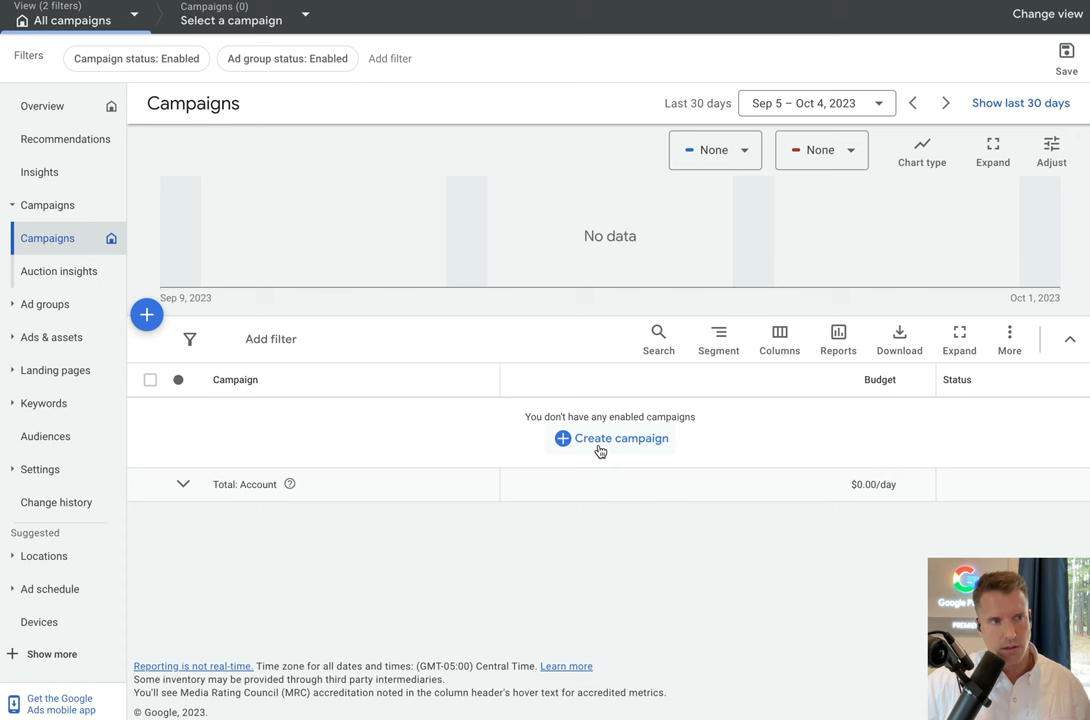 View (2 filters)
All campaigns
Campaigns (0)
Select a campaign
Change view
Filters
Campaign status: Enabled
Ad group status: Enabled
Add filter
Save
Overview
Recommendations
Insights
Campaigns
Campaigns
Auction insights
Ad groups
Ads & assets
Landing pages
Keywords
Audiences
Settings
Change history
Suggested
Locations
Ad schedule
Devices
Show more
Get the Google
Ads mobile app
Campaigns
Last 30 days
Sep 5 – Oct 4, 2023
Show last 30 days
None
None
Chart type
Expand
Adjust
No data
Sep 9, 2023
Oct 1, 2023
Add filter
Search
Segment
Columns
Reports
Download
Expand
More
Campaign
Budget
Status
You don't have any enabled campaigns
Create campaign
Total: Account
$0.00/day
Reporting is not real-time. Time zone for all dates and times: (GMT-05:00) Central Time. Learn more
Some inventory may be provided through third party intermediaries.
You'll see Media Rating Council (MRC) accreditation noted in the column header's hover text for accredited metrics.
© Google, 2023.